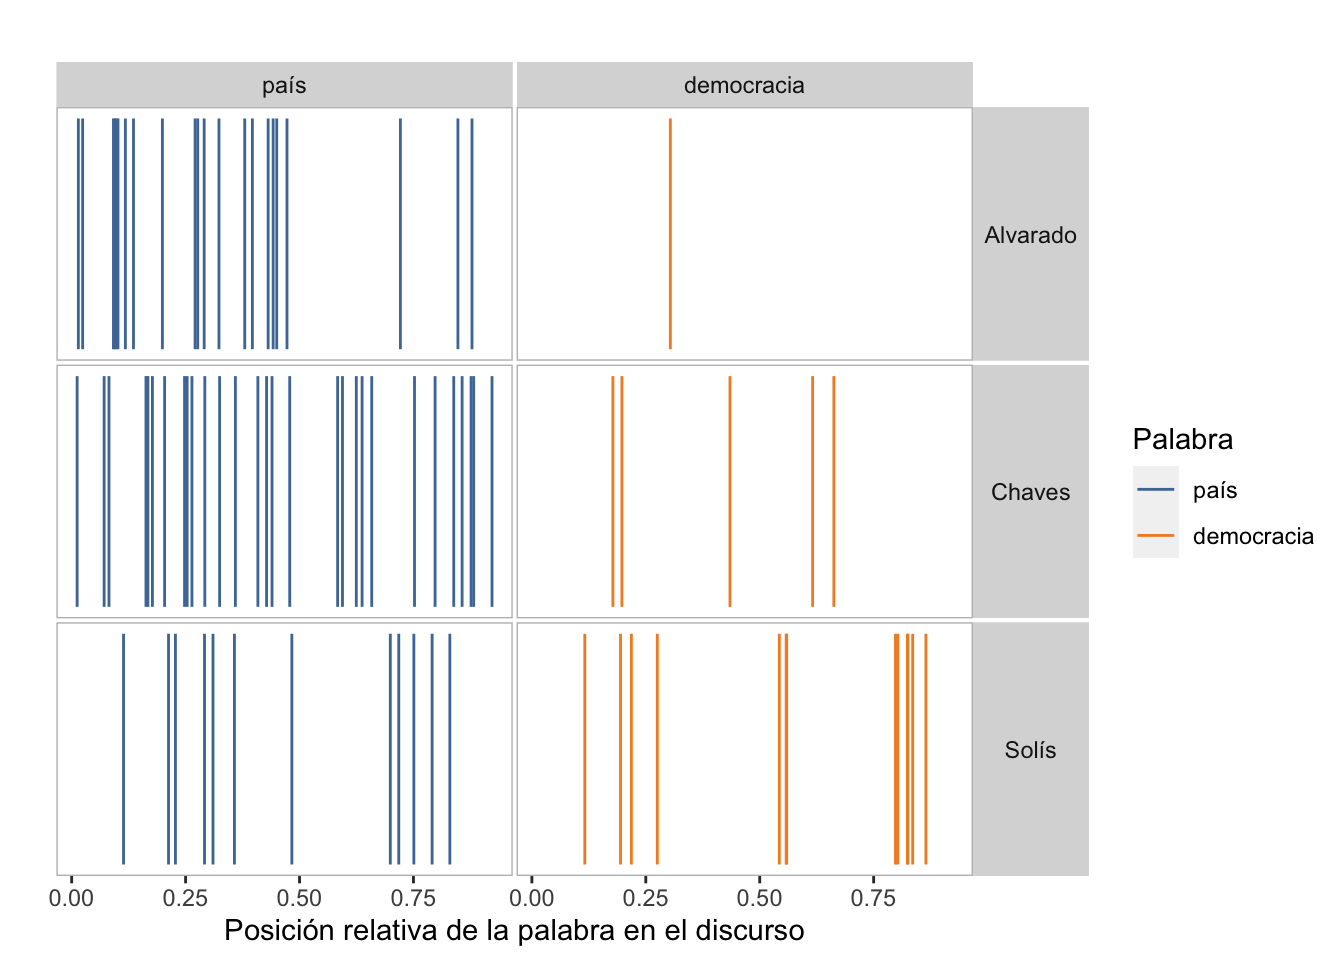 país democracia
Alvarado
Chaves
Solís
Palabra
país
democracia
0.00 0.25 0.50 0.75 0.00 0.25 0.50 0.75
Posición relativa de la palabra en el discurso